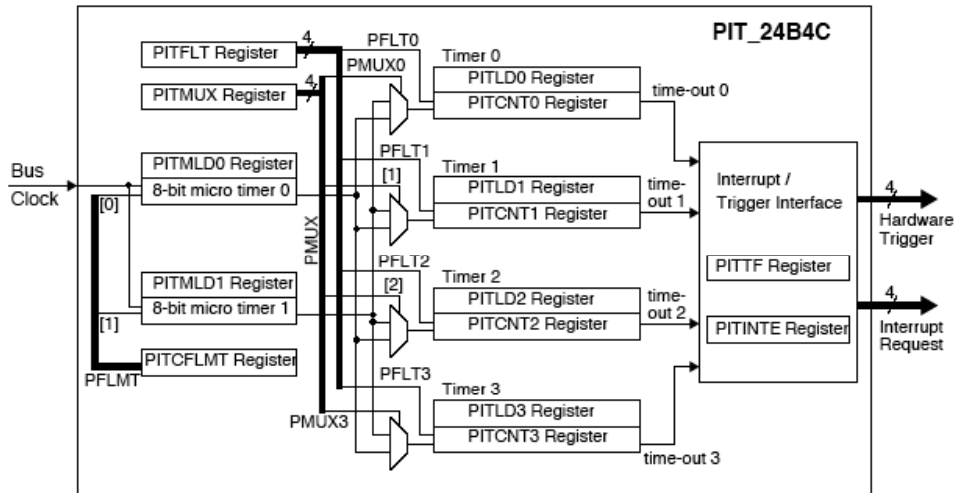 PIT_24B4C
4
PITFLT Register
PFLT0
Timer 0
PITLD0 Register
PITCNT0 Register
time-out 0
4
PMUX0
PITMUX Register
Bus
Clock
PITMLD0 Register
8-bit micro timer 0
[0]
PFLT1
[1]
Timer 1
PITLD1 Register
PITCNT1 Register
time-
out 1
Interrupt /
Trigger Interface
4
Hardware
Trigger
PMUX
PITMLD1 Register
8-bit micro timer 1
[1]
PFLT2
[2]
Timer 2
PITLD2 Register
PITCNT2 Register
time-
out 2
PITTF Register
PITINTE Register
4
Interrupt
Request
PITCFLMT Register
PFLMT
PFLT3
PMUX3
Timer 3
PITLD3 Register
PITCNT3 Register
time-out 3